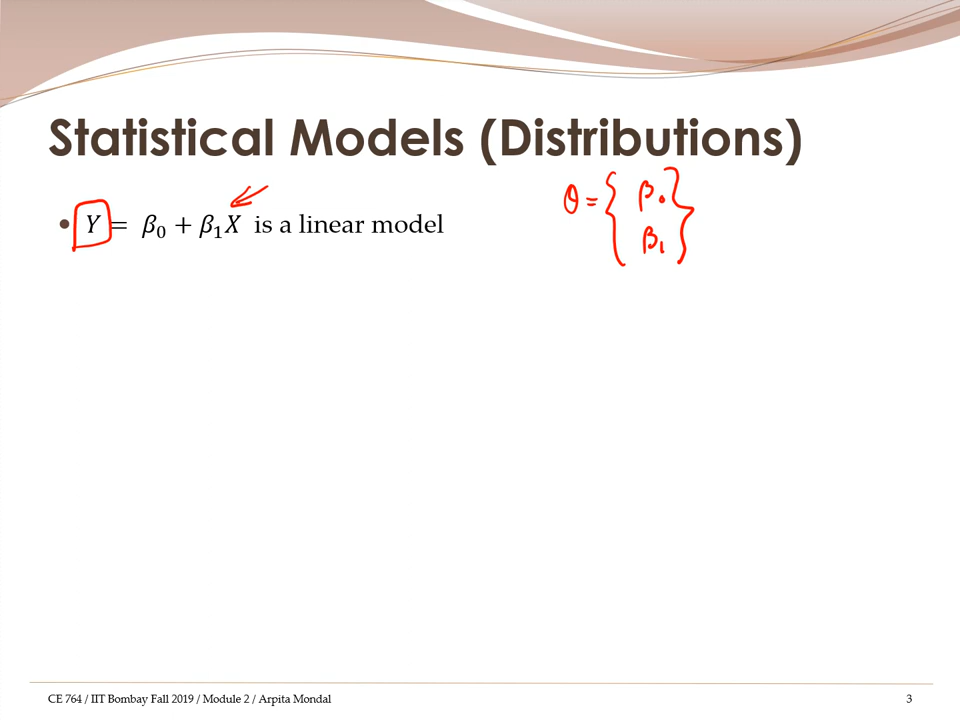 Statistical Models (Distributions)
• Y = β₀ + β₁X is a linear model
θ = { β₀
β₁ }
CE 764 / IIT Bombay Fall 2019 / Module 2 / Arpita Mondal
3